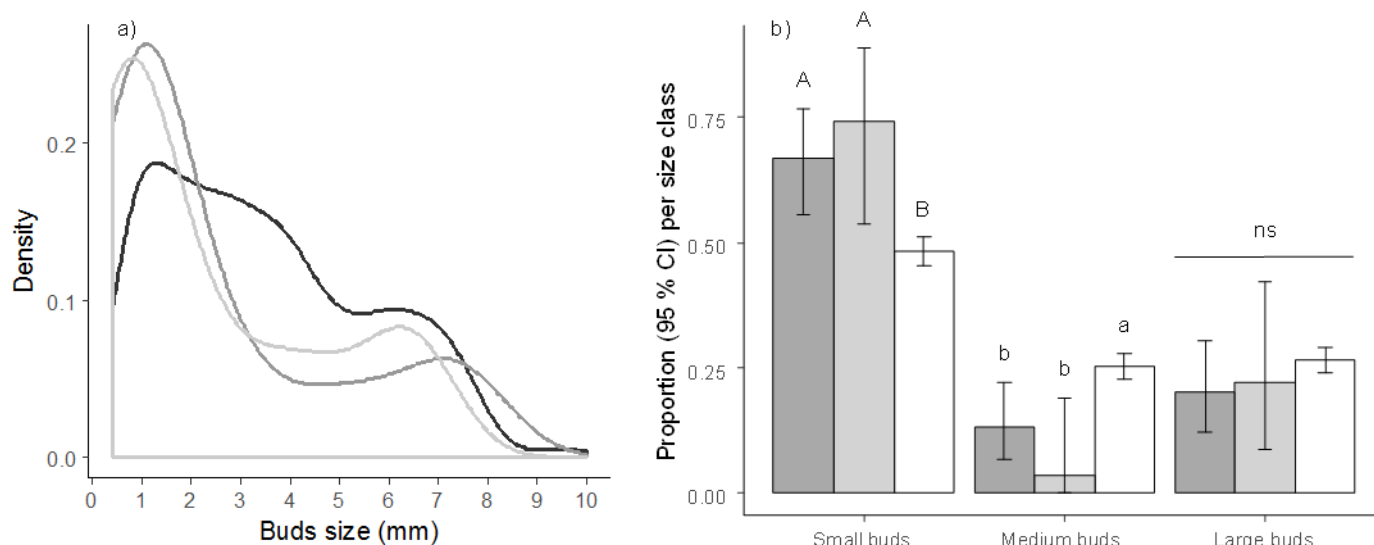 a)
Density
0.2
0.1
0.0
0 1 2 3 4 5 6 7 8 9 10
Buds size (mm)
b)
Proportion (95 % CI) per size class
0.75
0.50
0.25
0.00
A
A
B
b
b
a
ns
Small buds Medium buds Large buds